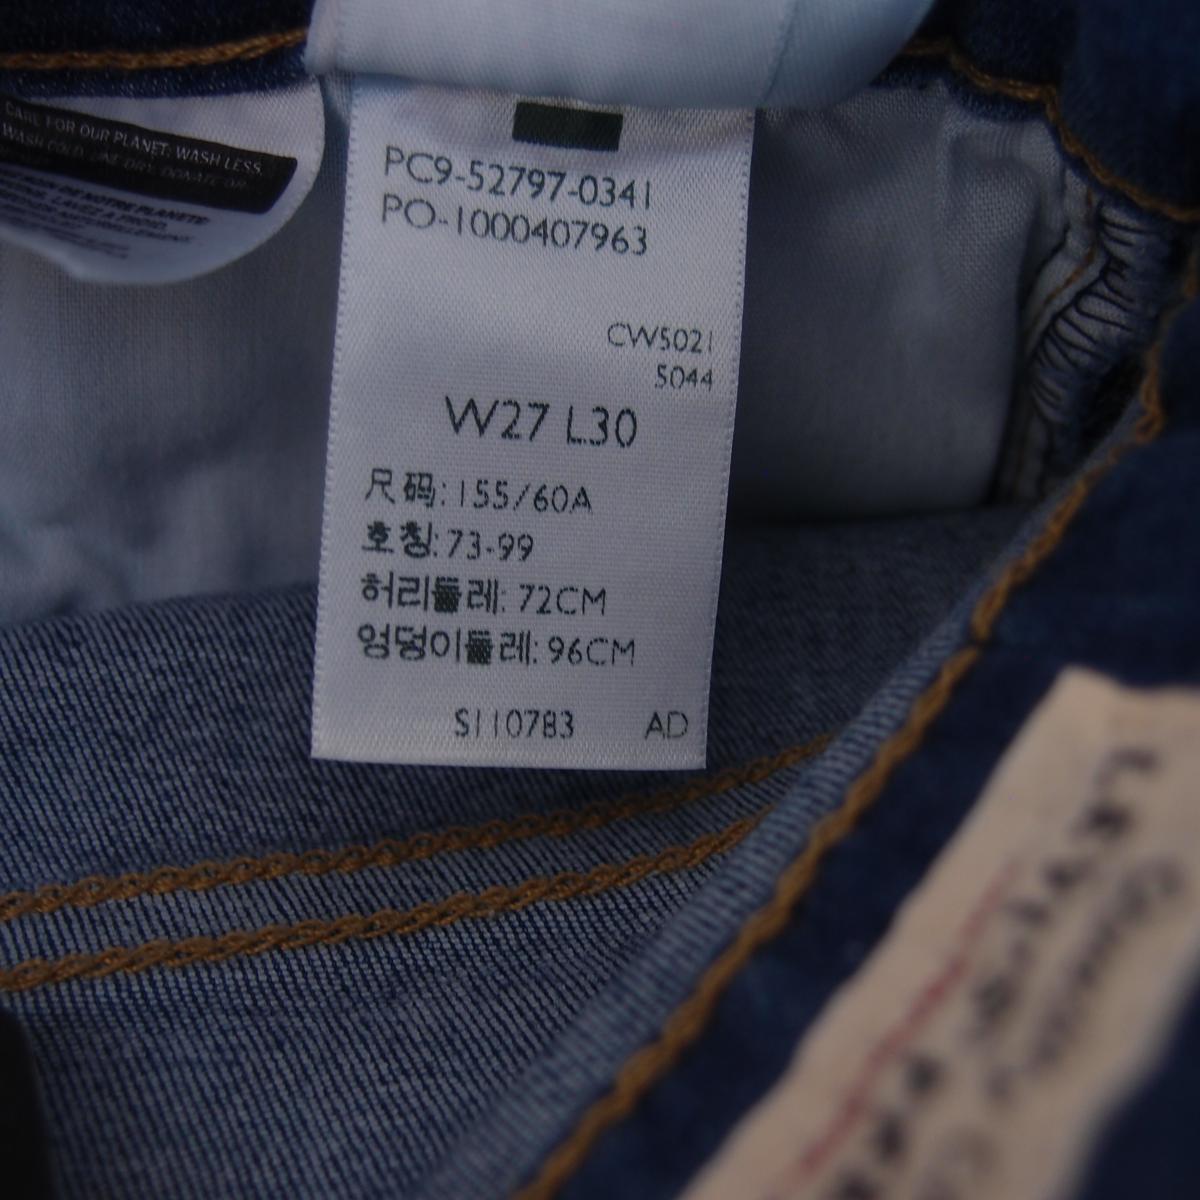 CARE FOR OUR PLANET: WASH LESS,
WASH COLD, LINE DRY, DONATE OR
PC9-52797-0341
PO-1000407963
CW5021
5044
W27 L30
尺码: 155/60A
호칭: 73-99
허리둘레: 72CM
엉덩이둘레: 96CM
S110783 AD
LEVI'S